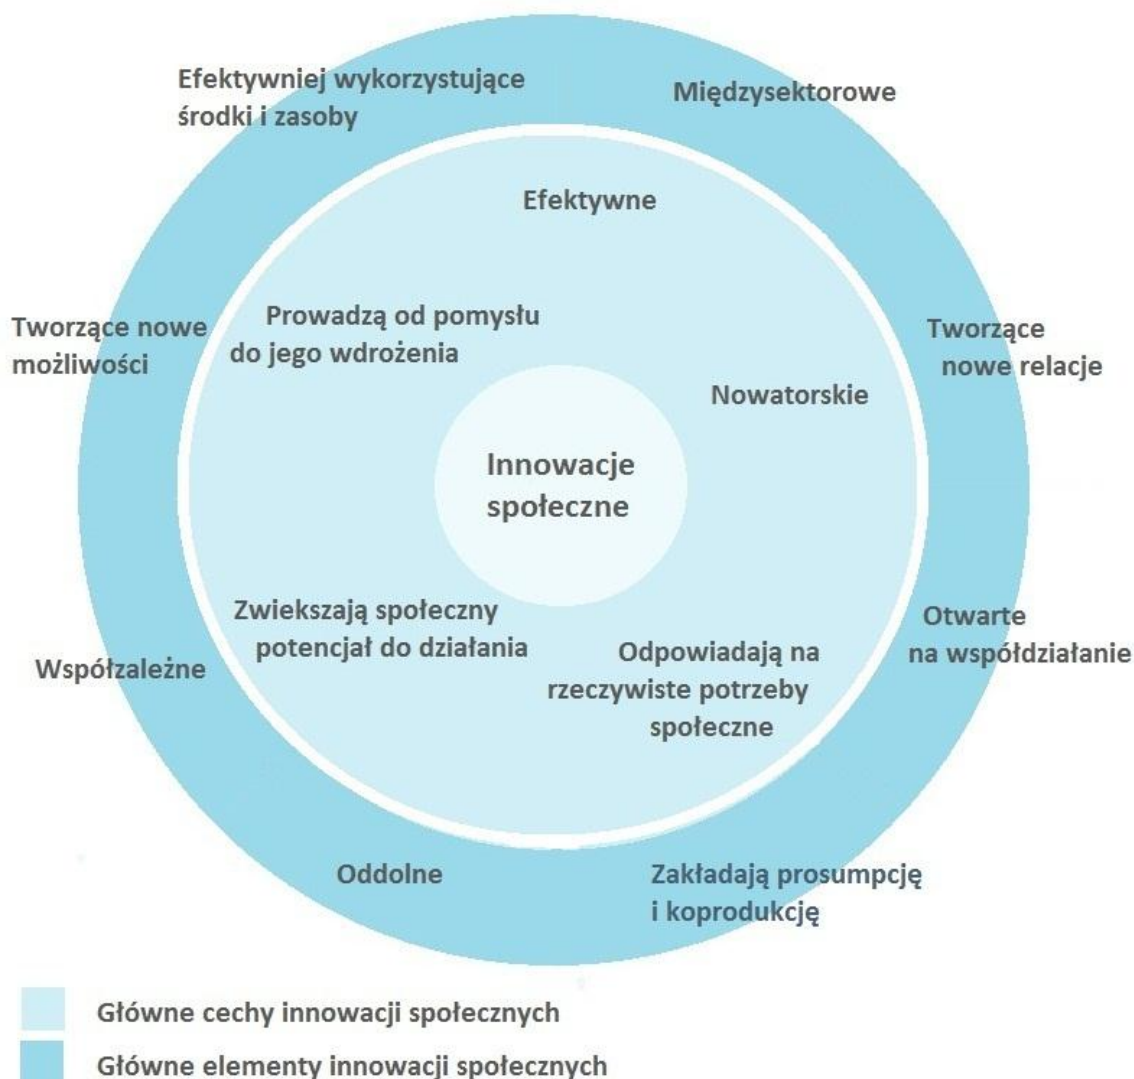 Efektywniej wykorzystujące
środki i zasoby
Międzysektorowe
Efektywne
Prowadzą od pomysłu
do jego wdrożenia
Tworzące nowe
możliwości
Tworzące
nowe relacje
Nowatorskie
Innowacje
społeczne
Zwiekszają społeczny
potencjał do działania
Otwarte
na współdziałanie
Współzależne
Odpowiadają na
rzeczywiste potrzeby
społeczne
Oddolne
Zakładają prosumpcję
i koprodukcję
Główne cechy innowacji społecznych
Główne elementy innowacji społecznych